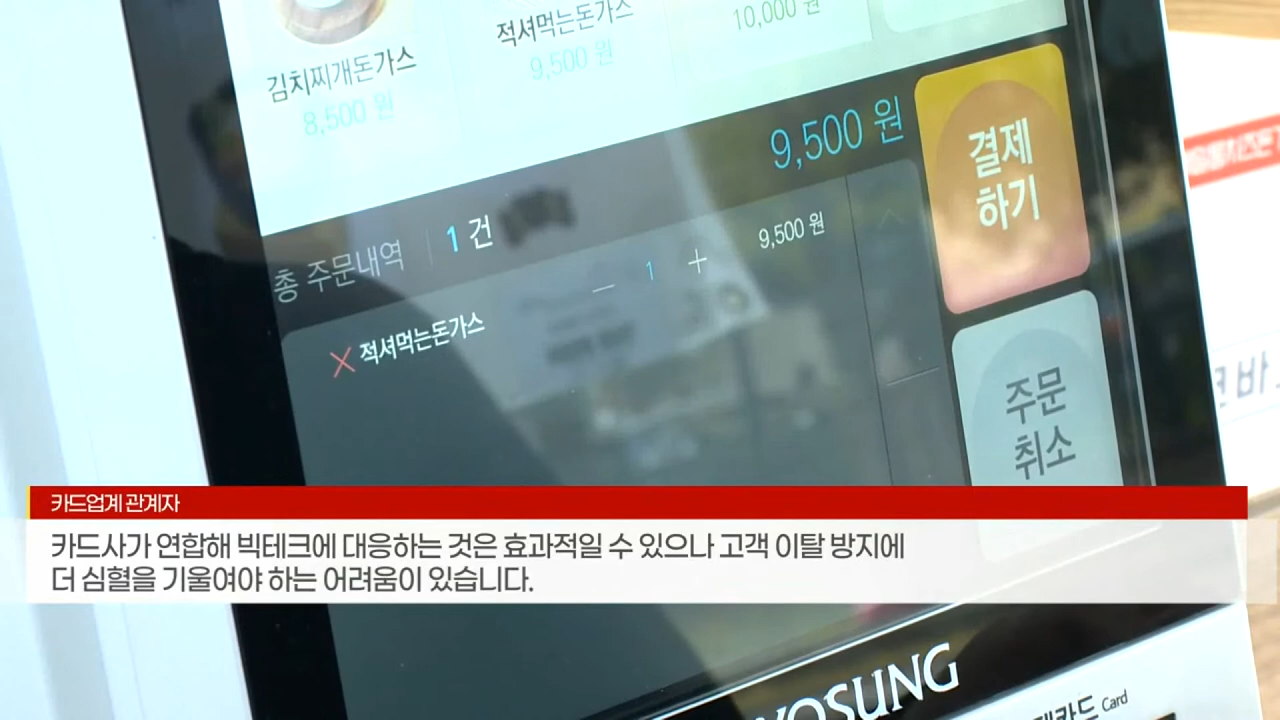 김치찌개돈가스
8,500 원
적셔먹는돈가스
9,500 원
10,000 원
총 주문내역 1 건
9,500 원
결제
하기
적셔먹는돈가스 1 9,500 원
주문
취소
카드업계 관계자
카드사가 연합해 빅테크에 대응하는 것은 효과적일 수 있으나 고객 이탈 방지에
더 심혈을 기울여야 하는 어려움이 있습니다.
YOSUNG
카드 Card